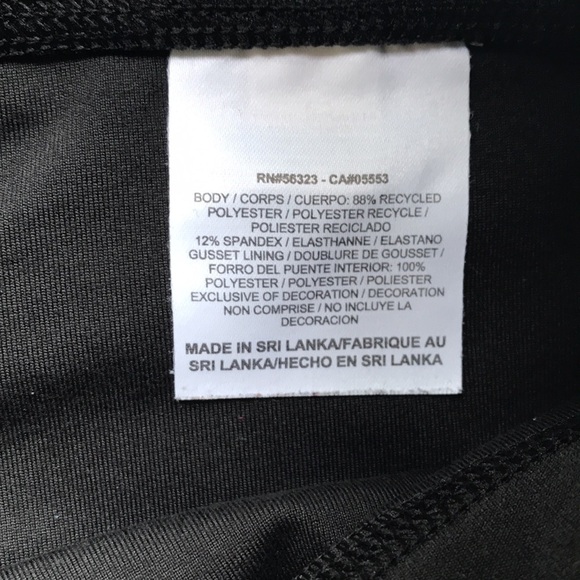 RN#56323 - CA#05553
BODY / CORPS / CUERPO: 88% RECYCLED
POLYESTER / POLYESTER RECYCLE /
POLIESTER RECICLADO
12% SPANDEX / ELASTHANNE / ELASTANO
GUSSET LINING / DOUBLURE DE GOUSSET /
FORRO DEL PUENTE INTERIOR: 100%
POLYESTER / POLYESTER / POLIESTER
EXCLUSIVE OF DECORATION / DECORATION
NON COMPRISE / NO INCLUYE LA
DECORACION
MADE IN SRI LANKA/FABRIQUE AU
SRI LANKA/HECHO EN SRI LANKA